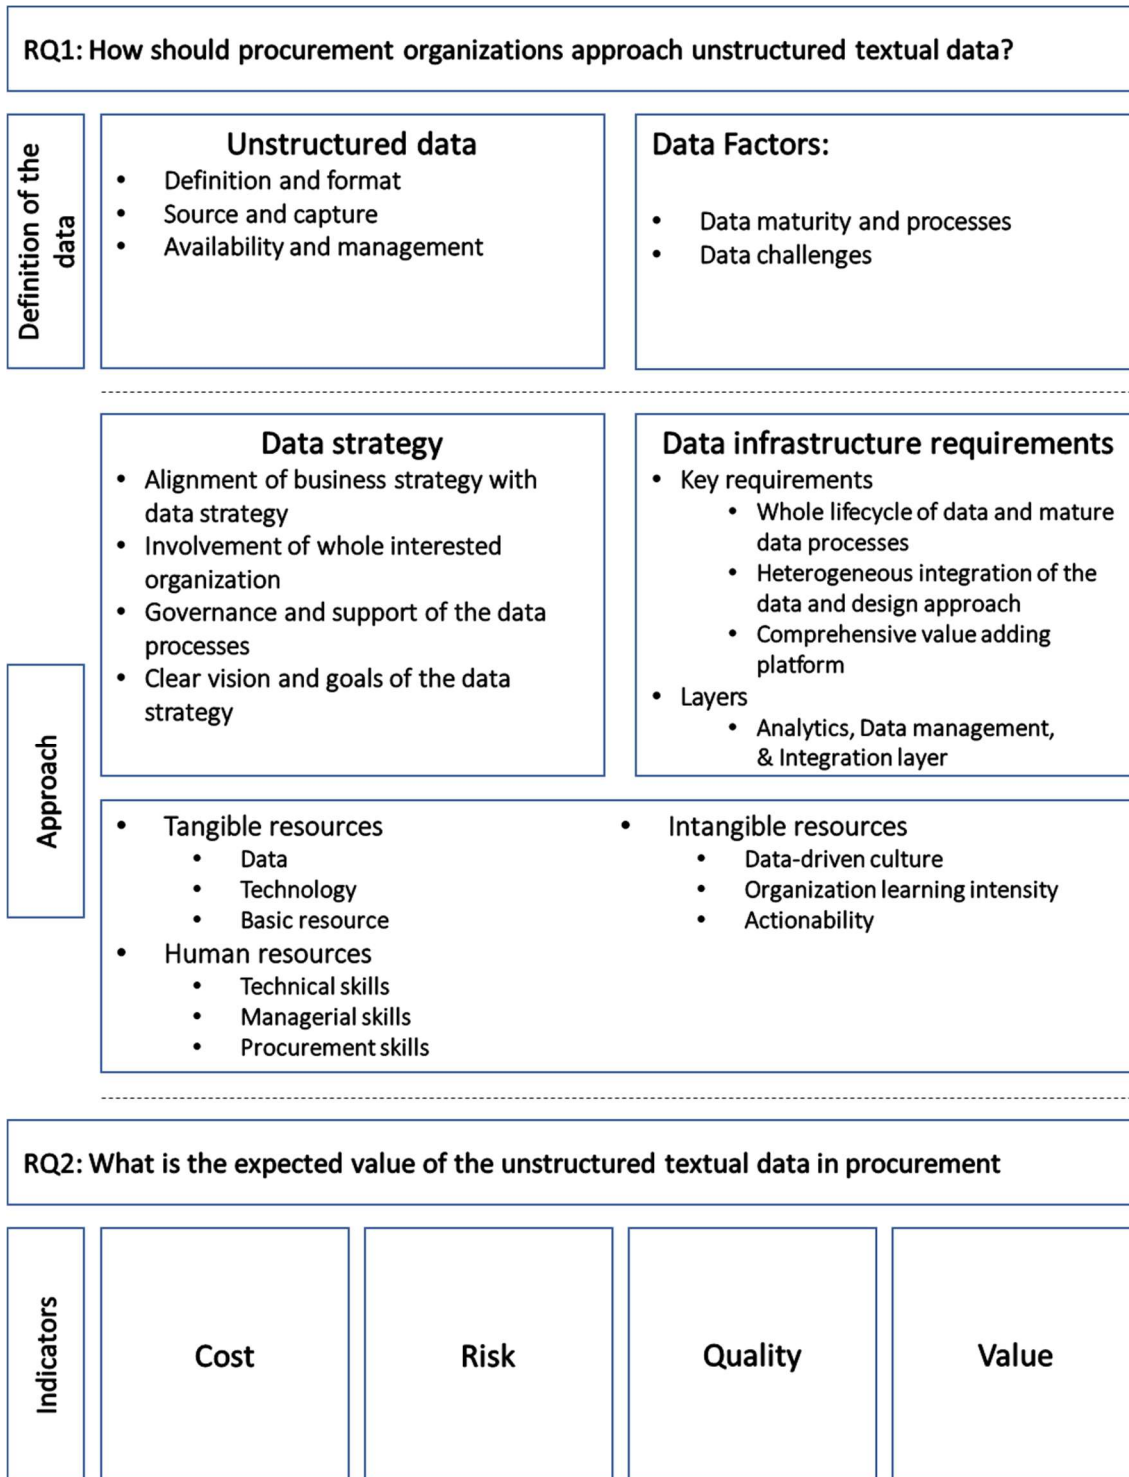 RQ1: How should procurement organizations approach unstructured textual data?
Definition of the
data
Unstructured data
• Definition and format
• Source and capture
• Availability and management
Data Factors:
• Data maturity and processes
• Data challenges
Approach
Data strategy
• Alignment of business strategy with
data strategy
• Involvement of whole interested
organization
• Governance and support of the data
processes
• Clear vision and goals of the data
strategy
Data infrastructure requirements
• Key requirements
• Whole lifecycle of data and mature
data processes
• Heterogeneous integration of the
data and design approach
• Comprehensive value adding
platform
• Layers
• Analytics, Data management,
& Integration layer
• Tangible resources
• Data
• Technology
• Basic resource
• Human resources
• Technical skills
• Managerial skills
• Procurement skills
• Intangible resources
• Data-driven culture
• Organization learning intensity
• Actionability
RQ2: What is the expected value of the unstructured textual data in procurement
Indicators
Cost
Risk
Quality
Value